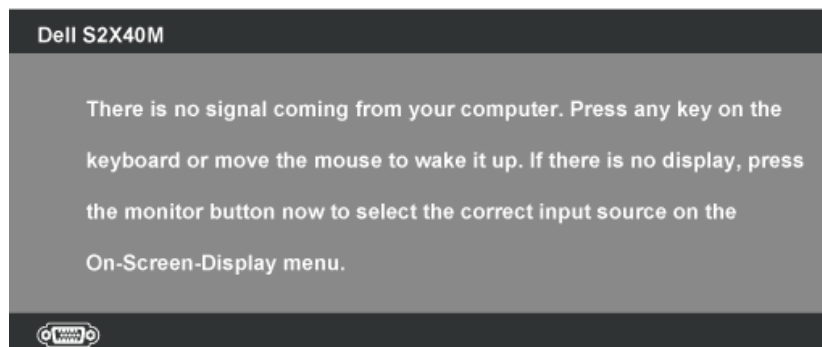 Dell S2X40M
There is no signal coming from your computer. Press any key on the
keyboard or move the mouse to wake it up. If there is no display, press
the monitor button now to select the correct input source on the
On-Screen-Display menu.